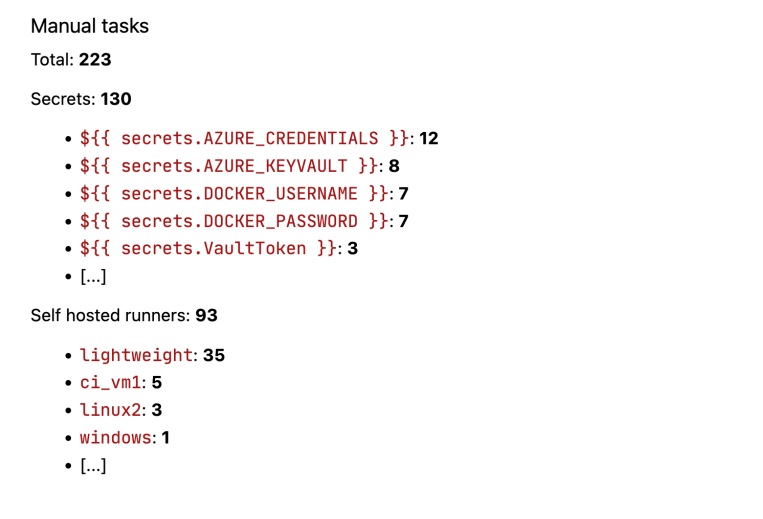 Manual tasks
Total: 223
Secrets: 130
• ${{ secrets.AZURE_CREDENTIALS }}: 12
• ${{ secrets.AZURE_KEYVAULT }}: 8
• ${{ secrets.DOCKER_USERNAME }}: 7
• ${{ secrets.DOCKER_PASSWORD }}: 7
• ${{ secrets.VaultToken }}: 3
• [...]
Self hosted runners: 93
• lightweight: 35
• ci_vm1: 5
• linux2: 3
• windows: 1
• [...]